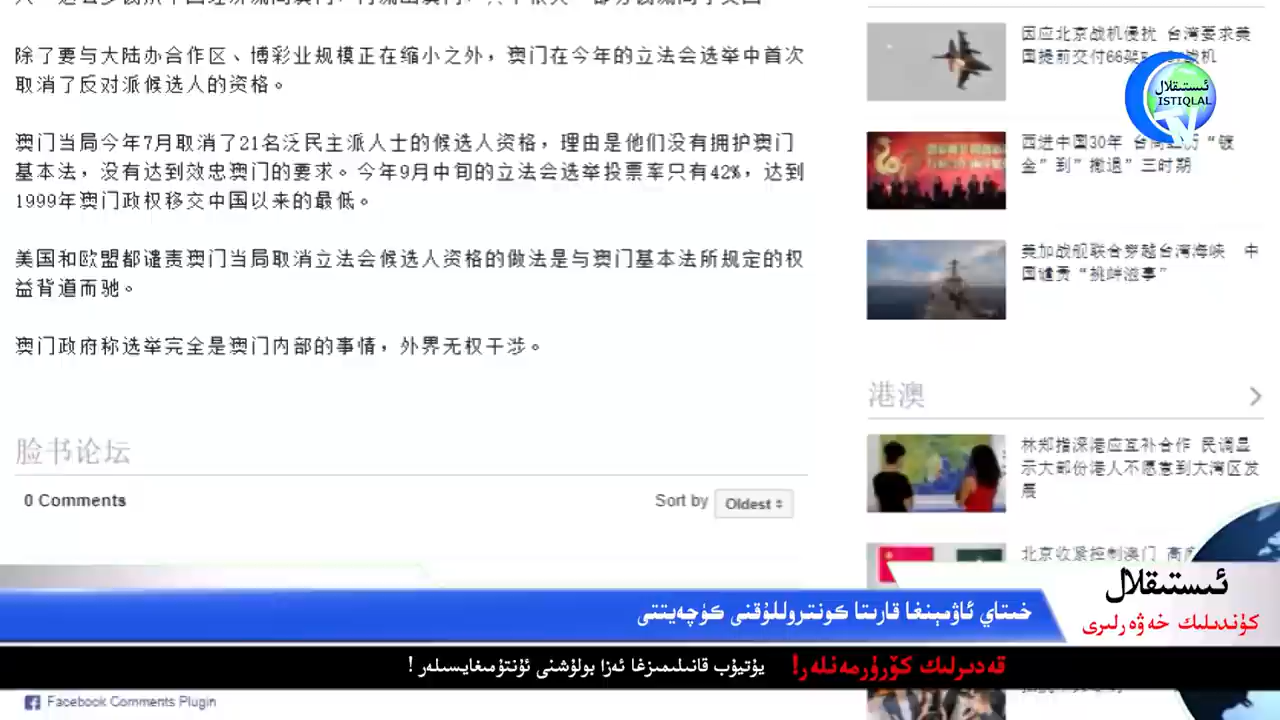 除了要与大陆办合作区、博彩业规模正在缩小之外，澳门在今年的立法会选举中首次
取消了反对派候选人的资格。
澳门当局今年7月取消了21名泛民主派人士的候选人资格，理由是他们没有拥护澳门
基本法，没有达到效忠澳门的要求。今年9月中旬的立法会选举投票率只有42%，达到
1999年澳门政权移交中国以来的最低。
美国和欧盟都谴责澳门当局取消立法会候选人资格的做法是与澳门基本法所规定的权
益背道而驰。
澳门政府称选举完全是澳门内部的事情，外界无权干涉。
脸书论坛
0 Comments
Sort by Oldest
Facebook Comments Plugin
因应北京战机侵扰 台湾要求美
国提前交付66架 战机
ئىستىقلال
ISTIQLAL
TV
西进中国30年 台商 “镀
金”到”撤退”三时期
美加战舰联合穿越台湾海峡 中
国谴责“挑衅滋事”
港澳
林郑指深港应互补合作 民调显
示大部份港人不愿意到大湾区发
展
北京收紧控制澳门
ئىستىقلال
كۈندىلىك خەۋەرلىرى
خىتاي ئاۋمېنغا قارىتا كونتروللۇقنى كۈچەيتتى
قەدىرلىك كۆرۈرمەنلەر! يۇتيۇب قانىلىمىزغا ئەزا بولۇشنى ئۇنتۇمىغايسىلەر !